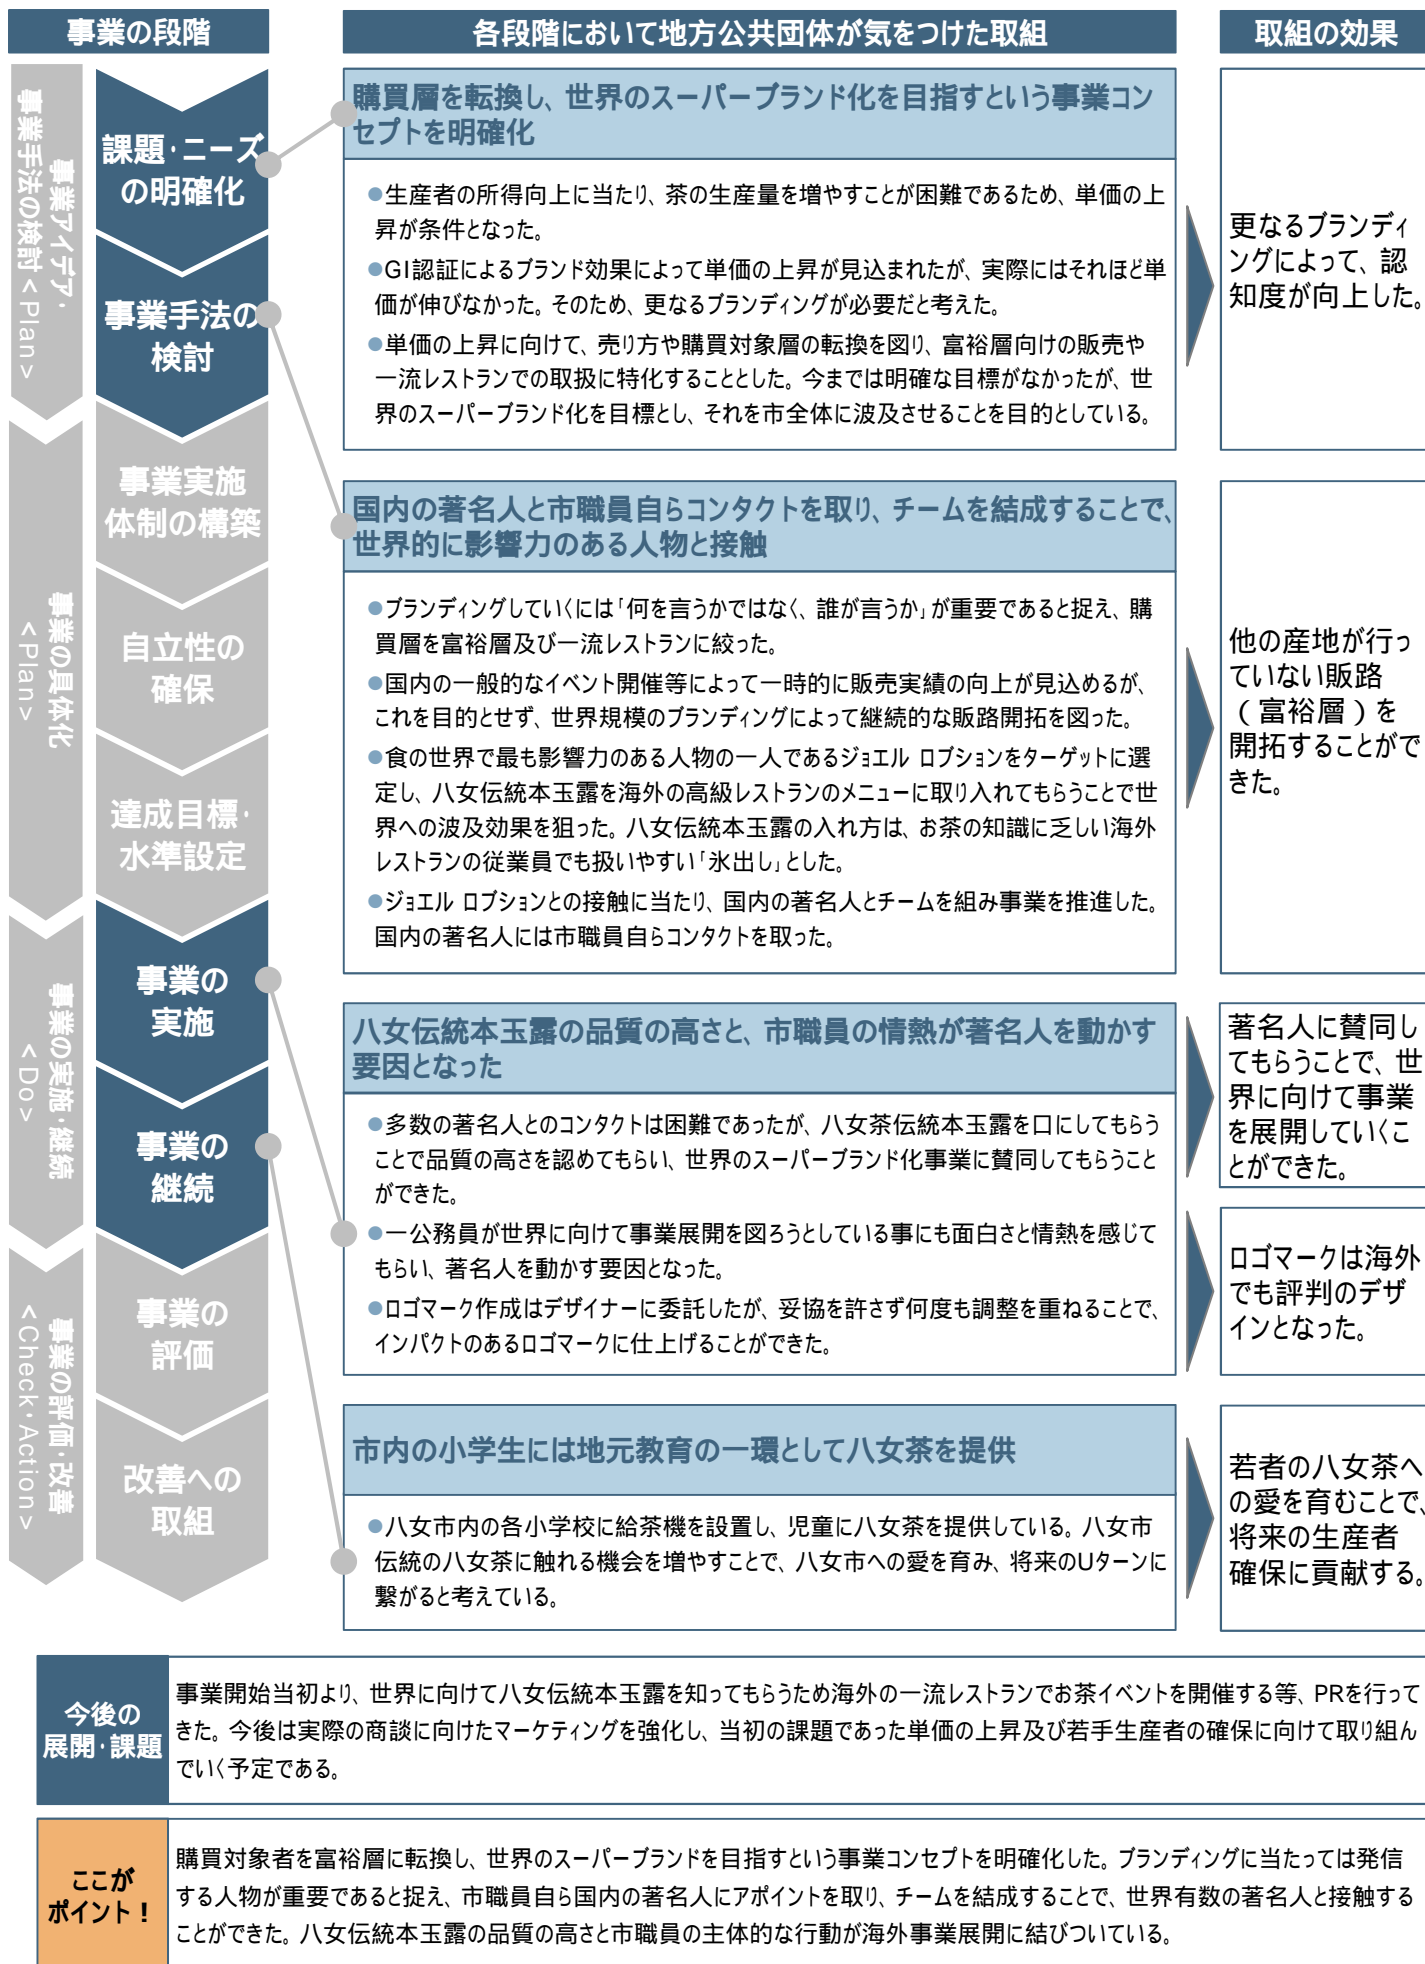 事業の段階
各段階において地方公共団体が気をつけた取組
取組の効果
事業アイデア・
事業手法の検討<Plan>
事業の具体化
<Plan>
事業の実施・継続
<Do>
事業の評価・改善
<Check・Action>
課題・ニーズ
の明確化
事業手法の
検討
事業実施
体制の構築
自立性の
確保
達成目標・
水準設定
事業の
実施
事業の
継続
事業の
評価
改善への
取組
購買層を転換し、世界のスーパーブランド化を目指すという事業コン
セプトを明確化
●生産者の所得向上に当たり、茶の生産量を増やすことが困難であるため、単価の上
昇が条件となった。
●GI認証によるブランド効果によって単価の上昇が見込まれたが、実際にはそれほど単
価が伸びなかった。そのため、更なるブランディングが必要だと考えた。
●単価の上昇に向けて、売り方や購買対象層の転換を図り、富裕層向けの販売や
一流レストランでの取扱に特化することとした。今までは明確な目標がなかったが、世
界のスーパーブランド化を目標とし、それを市全体に波及させることを目的としている。
更なるブランディ
ングによって、認
知度が向上した。
国内の著名人と市職員自らコンタクトを取り、チームを結成することで、
世界的に影響力のある人物と接触
●ブランディングしていくには「何を言うかではなく、誰が言うか」が重要であると捉え、購
買層を富裕層及び一流レストランに絞った。
●国内の一般的なイベント開催等によって一時的に販売実績の向上が見込めるが、
これを目的とせず、世界規模のブランディングによって継続的な販路開拓を図った。
●食の世界で最も影響力のある人物の一人であるジョエル ロブションをターゲットに選
定し、八女伝統本玉露を海外の高級レストランのメニューに取り入れてもらうことで世
界への波及効果を狙った。八女伝統本玉露の入れ方は、お茶の知識に乏しい海外
レストランの従業員でも扱いやすい「氷出し」とした。
●ジョエル ロブションとの接触に当たり、国内の著名人とチームを組み事業を推進した。
国内の著名人には市職員自らコンタクトを取った。
他の産地が行っ
ていない販路
(富裕層)を
開拓することがで
きた。
八女伝統本玉露の品質の高さと、市職員の情熱が著名人を動かす
要因となった
●多数の著名人とのコンタクトは困難であったが、八女茶伝統本玉露を口にしてもらう
ことで品質の高さを認めてもらい、世界のスーパーブランド化事業に賛同してもらうこと
ができた。
●一公務員が世界に向けて事業展開を図ろうとしている事にも面白さと情熱を感じて
もらい、著名人を動かす要因となった。
●ロゴマーク作成はデザイナーに委託したが、妥協を許さず何度も調整を重ねることで、
インパクトのあるロゴマークに仕上げることができた。
著名人に賛同し
てもらうことで、世
界に向けて事業
を展開していくこ
とができた。
ロゴマークは海外
でも評判のデザ
インとなった。
市内の小学生には地元教育の一環として八女茶を提供
●八女市内の各小学校に給茶機を設置し、児童に八女茶を提供している。八女市
伝統の八女茶に触れる機会を増やすことで、八女市への愛を育み、将来のUターンに
繋がると考えている。
若者の八女茶へ
の愛を育むことで、
将来の生産者
確保に貢献する。
今後の
展開・課題
事業開始当初より、世界に向けて八女伝統本玉露を知ってもらうため海外の一流レストランでお茶イベントを開催する等、PRを行って
きた。今後は実際の商談に向けたマーケティングを強化し、当初の課題であった単価の上昇及び若手生産者の確保に向けて取り組ん
でいく予定である。
ここが
ポイント！
購買対象者を富裕層に転換し、世界のスーパーブランドを目指すという事業コンセプトを明確化した。ブランディングに当たっては発信
する人物が重要であると捉え、市職員自ら国内の著名人にアポイントを取り、チームを結成することで、世界有数の著名人と接触する
ことができた。八女伝統本玉露の品質の高さと市職員の主体的な行動が海外事業展開に結びついている。